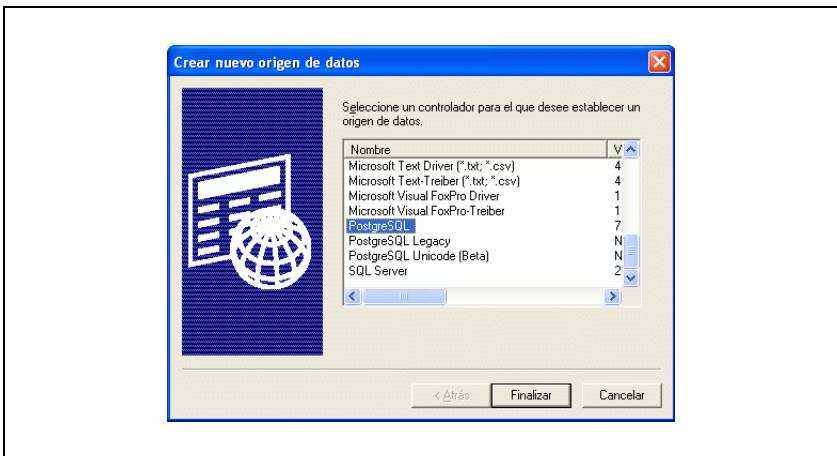 Crear nuevo origen de datos
Seleccione un controlador para el que desee establecer un
origen de datos.
Nombre V
Microsoft Text Driver (*.txt; *.csv) 4
Microsoft Text-Treiber (*.txt; *.csv) 4
Microsoft Visual FoxPro Driver 1
Microsoft Visual FoxPro-Treiber 1
PostgreSQL 7
PostgreSQL Legacy N
PostgreSQL Unicode (Beta) N
SQL Server 2
< Atrás Finalizar Cancelar